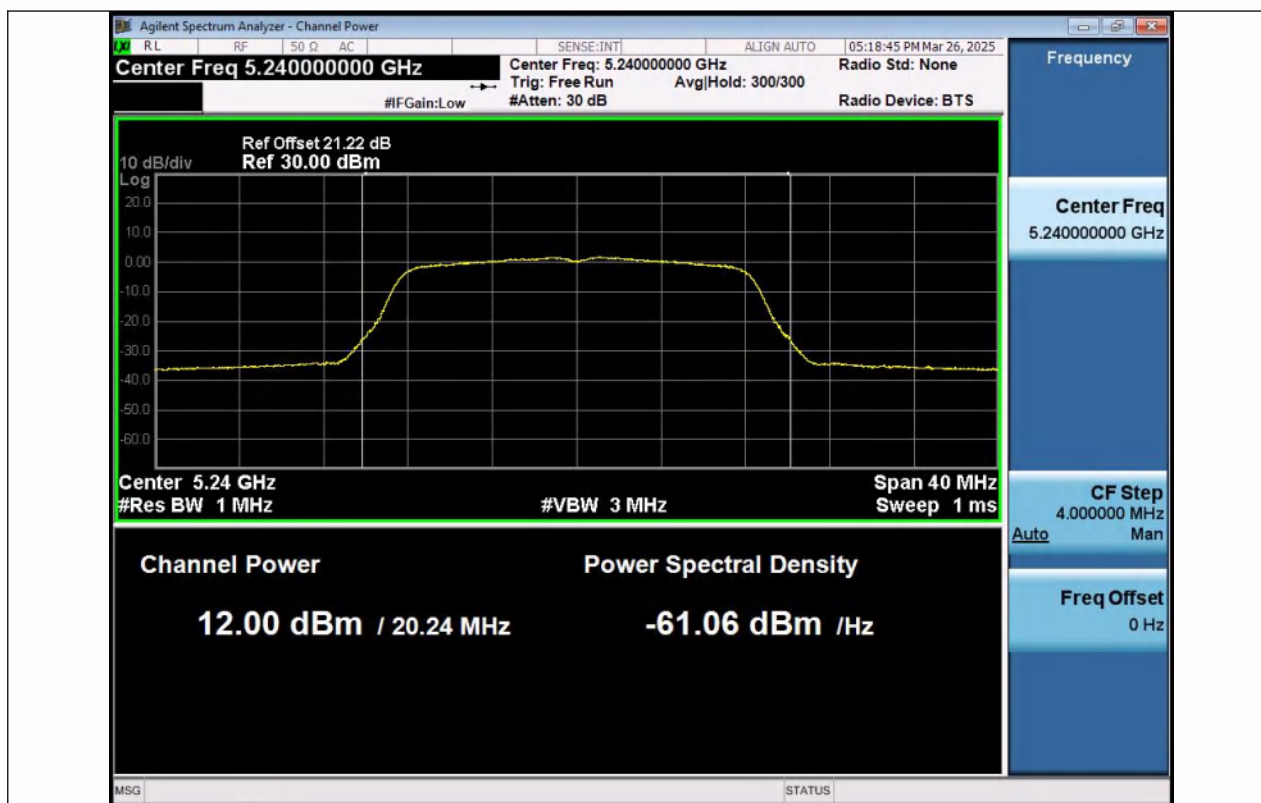 Agilent Spectrum Analyzer - Channel Power
LXI RL RF 50 Ω AC SENSE:INT ALIGN AUTO 05:18:45 PM Mar 26, 2025
Center Freq 5.240000000 GHz
Center Freq: 5.240000000 GHz
Radio Std: None
Trig: Free Run Avg|Hold: 300/300
#IFGain:Low
#Atten: 30 dB
Radio Device: BTS
Ref Offset 21.22 dB
10 dB/div Ref 30.00 dBm
Log
20.0
10.0
0.00
-10.0
-20.0
-30.0
-40.0
-50.0
-60.0
Center 5.24 GHz Span 40 MHz
#Res BW 1 MHz #VBW 3 MHz Sweep 1 ms
Channel Power
12.00 dBm / 20.24 MHz
Power Spectral Density
-61.06 dBm /Hz
Frequency
Center Freq
5.240000000 GHz
CF Step
4.000000 MHz
Auto Man
Freq Offset
0 Hz
MSG STATUS